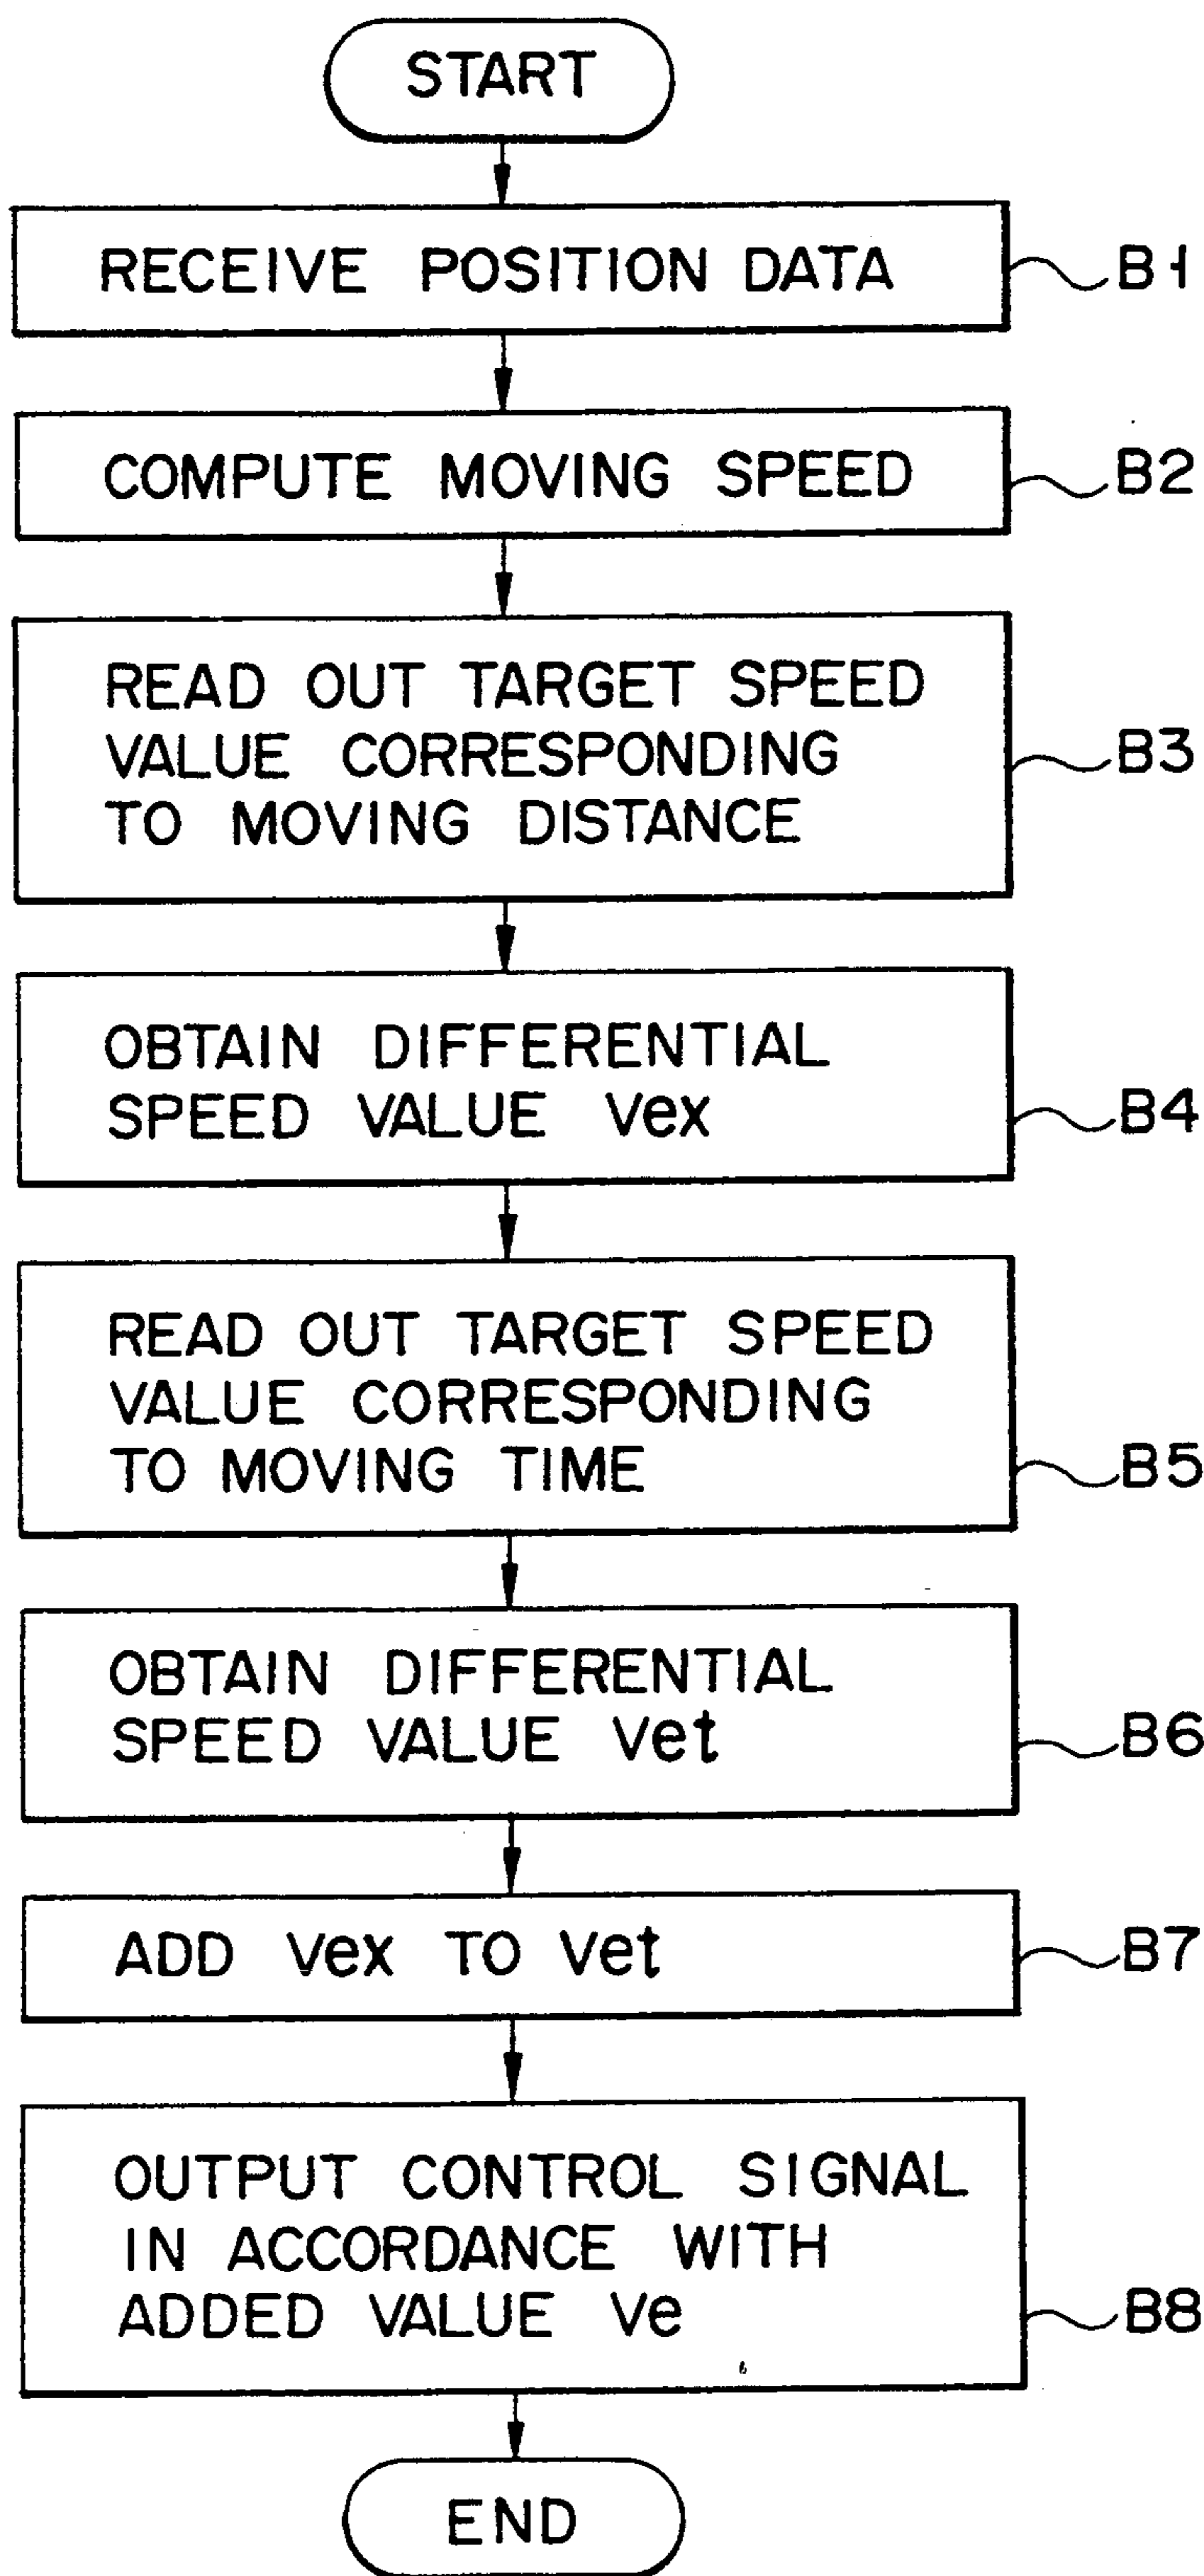 START
RECEIVE POSITION DATA
B1
COMPUTE MOVING SPEED
B2
READ OUT TARGET SPEED
VALUE CORRESPONDING
TO MOVING DISTANCE
B3
OBTAIN DIFFERENTIAL
SPEED VALUE Vex
B4
READ OUT TARGET SPEED
VALUE CORRESPONDING
TO MOVING TIME
B5
OBTAIN DIFFERENTIAL
SPEED VALUE Vet
B6
ADD Vex TO Vet
B7
OUTPUT CONTROL SIGNAL
IN ACCORDANCE WITH
ADDED VALUE Ve
B8
END